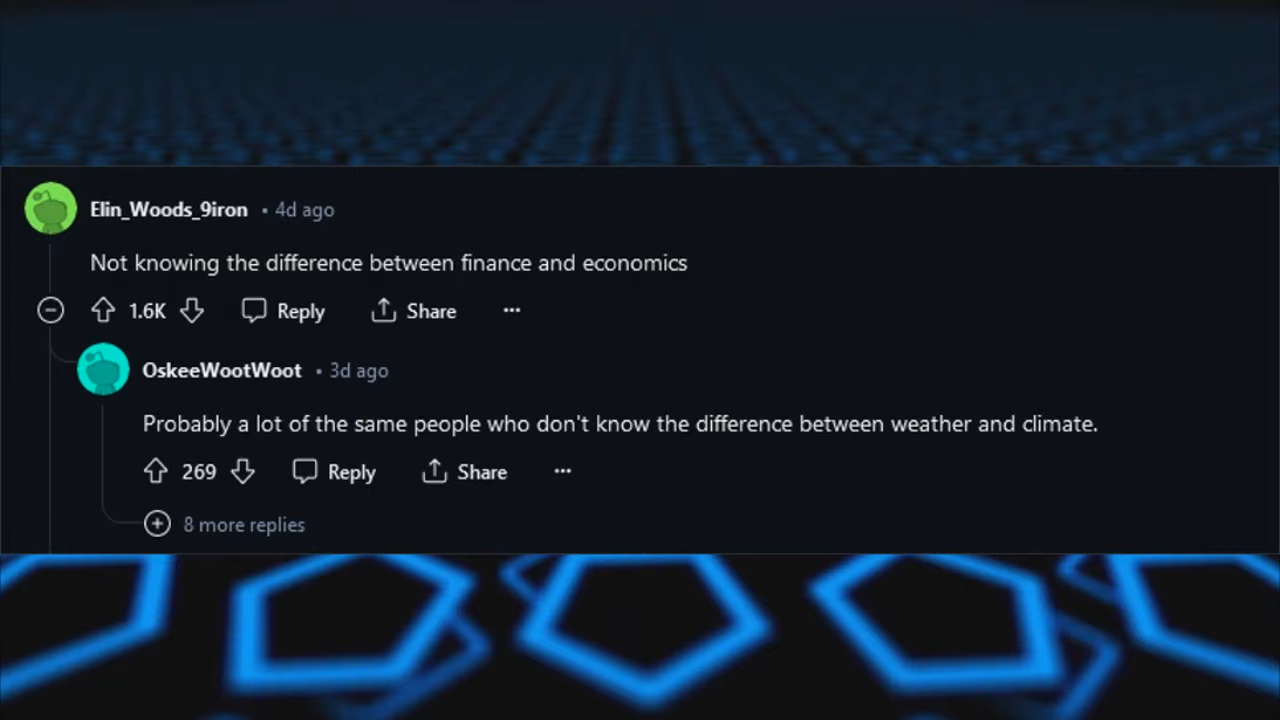 Elin_Woods_9iron • 4d ago
Not knowing the difference between finance and economics
1.6K Reply Share ...
OskeeWootWoot • 3d ago
Probably a lot of the same people who don't know the difference between weather and climate.
269 Reply Share ...
8 more replies